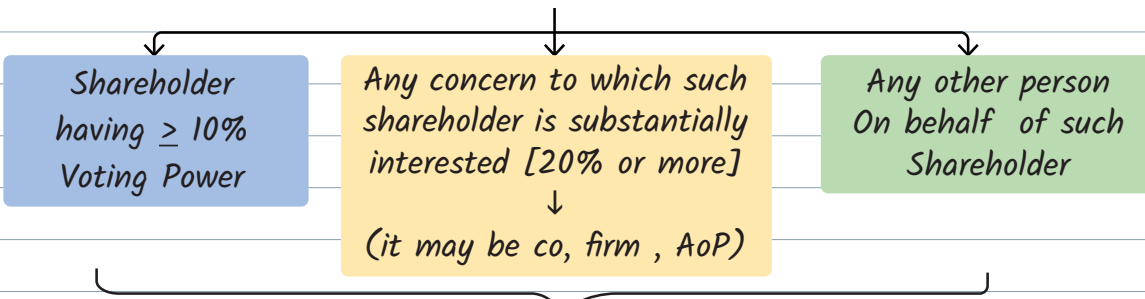 Shareholder
having ≥ 10%
Voting Power
Any concern to which such
shareholder is substantially
interested [20% or more]
↓
(it may be co, firm , AoP)
Any other person
On behalf of such
Shareholder